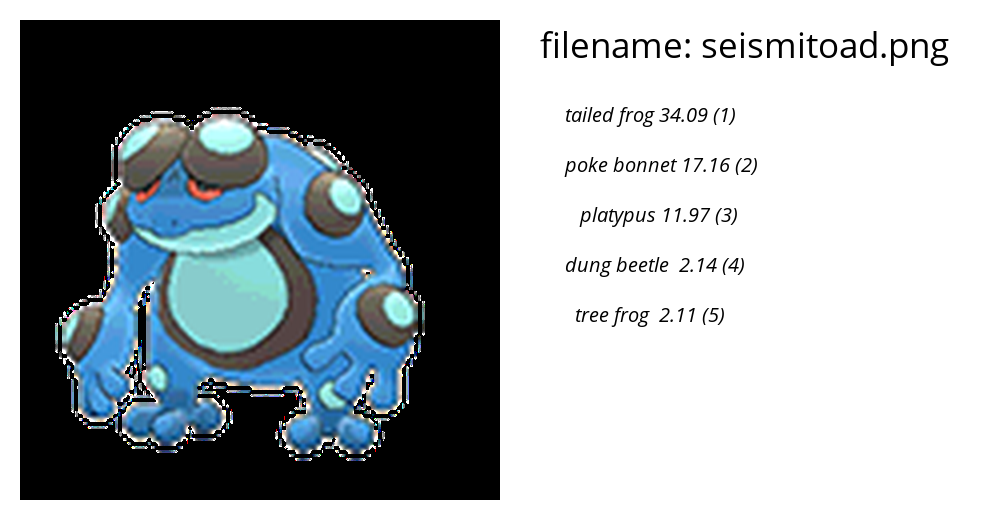 filename: seismitoad.png
tailed frog 34.09 (1)
poke bonnet 17.16 (2)
platypus 11.97 (3)
dung beetle  2.14 (4)
tree frog  2.11 (5)